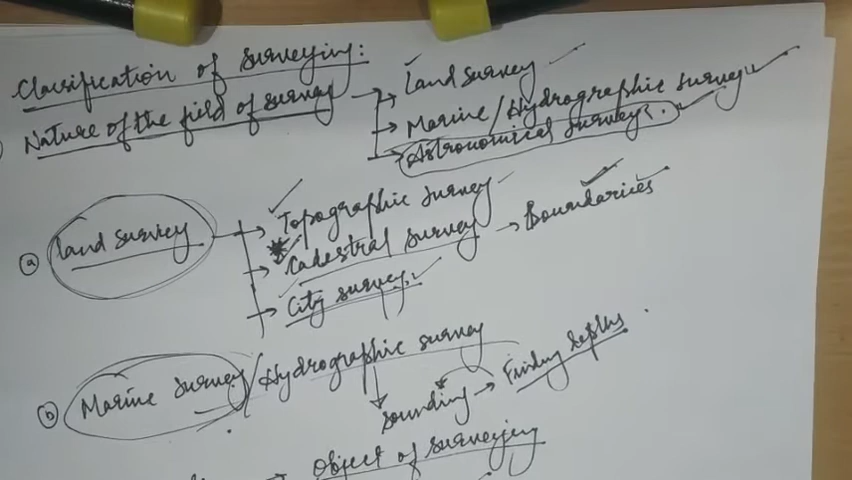 Classification of surveying:
Nature of the field of survey → Land survey
→ Marine/Hydrographic survey
→ Astronomical survey.
→ Topographic survey
(a) Land survey → Cadastral survey → Boundaries
→ City survey.
(b) Marine survey/Hydrographic survey
sounding → Finding depths
→ Object of surveying